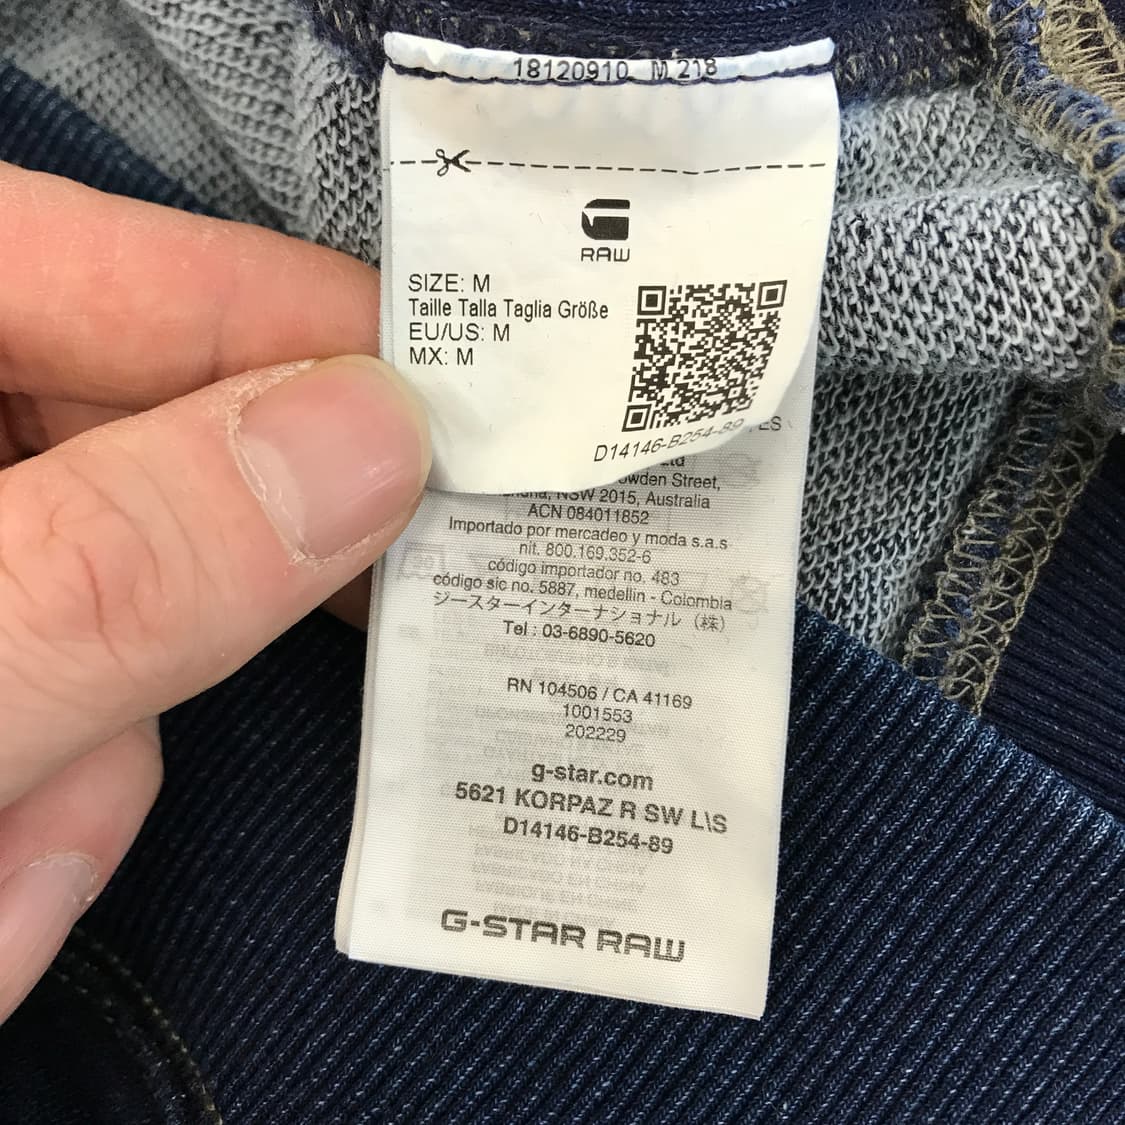 18120910 M 218
RAW
SIZE: M
Taille Talla Taglia Größe
EU/US: M
MX: M
D14146-B254-89
NSW 2015, Australia
ACN 084011852
Importado por mercadeo y moda s.a.s
nit. 800.169.352-6
código importador no. 483
código sic no. 5887, medellin - Colombia
ジースターインターナショナル（株）
Tel : 03-6890-5620
RN 104506 / CA 41169
1001553
202229
g-star.com
5621 KORPAZ R SW L\S
D14146-B254-89
G-STAR RAW